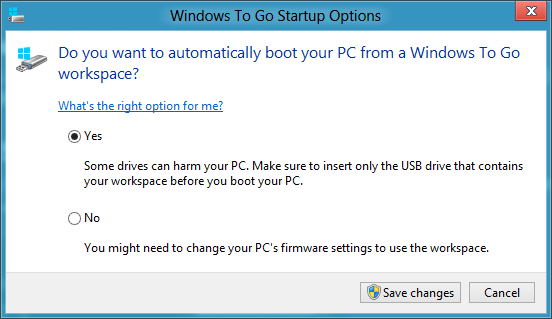 Windows To Go Startup Options
Do you want to automatically boot your PC from a Windows To Go
workspace?
What's the right option for me?
Yes
Some drives can harm your PC. Make sure to insert only the USB drive that contains
your workspace before you boot your PC.
No
You might need to change your PC's firmware settings to use the workspace.
Save changes
Cancel